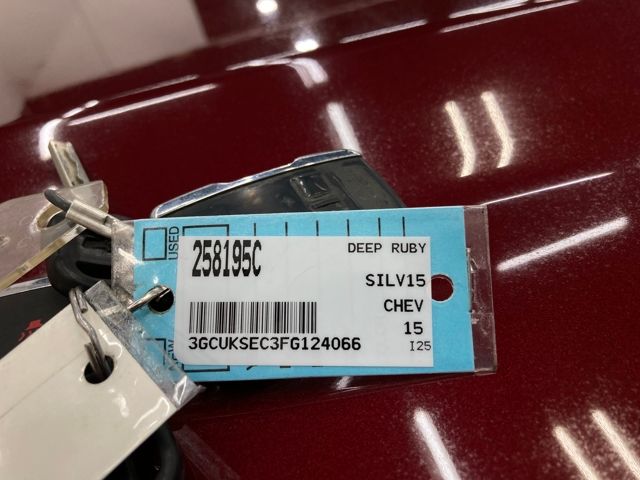 USED
258195C
DEEP RUBY
SILV15
CHEV
15
3GCUKSEC3FG124066
I25